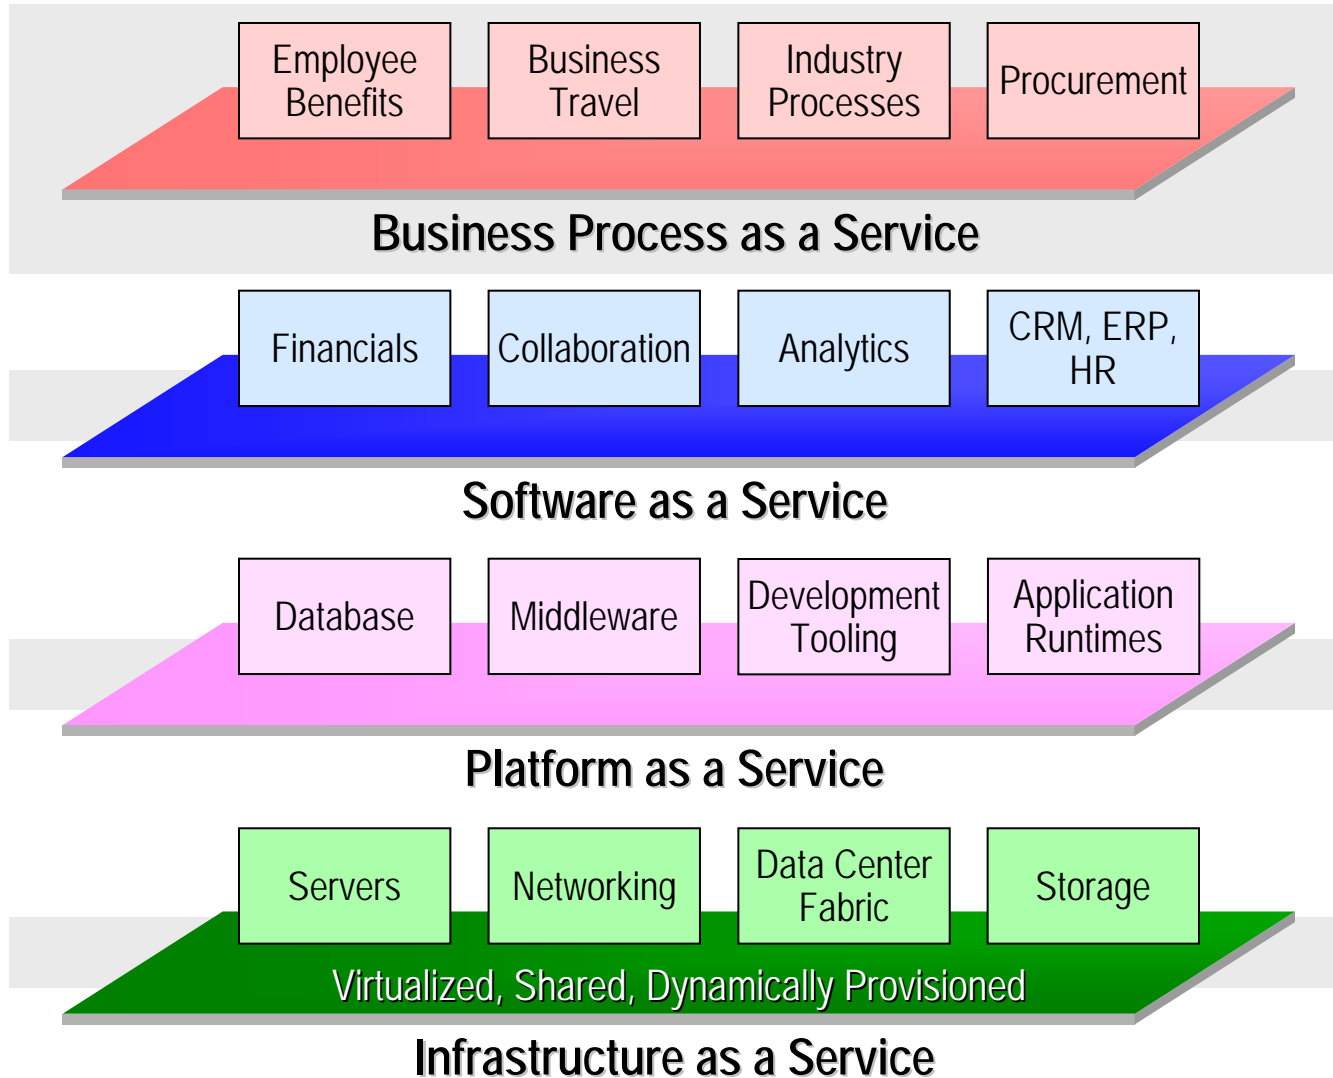 Employee
Benefits
Business
Travel
Industry
Processes
Procurement
Business Process as a Service
Financials
Collaboration
Analytics
CRM, ERP,
HR
Software as a Service
Database
Middleware
Development
Tooling
Application
Runtimes
Platform as a Service
Servers
Networking
Data Center
Fabric
Storage
Virtualized, Shared, Dynamically Provisioned
Infrastructure as a Service